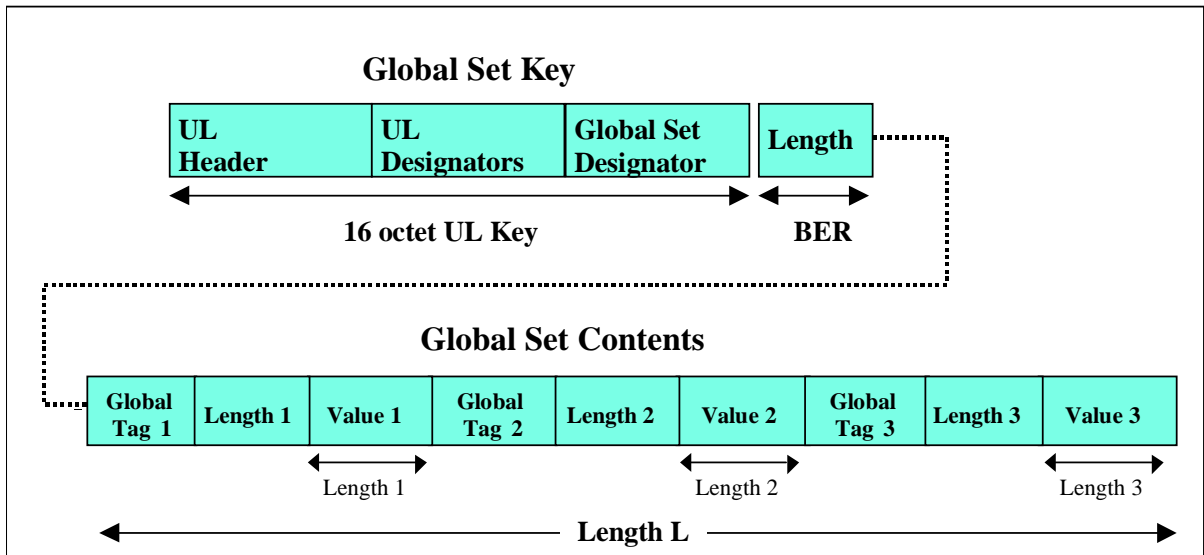 Global Set Key
UL Header
UL Designators
Global Set Designator
Length
16 octet UL Key
BER
Global Set Contents
Global Tag 1
Length 1
Value 1
Global Tag 2
Length 2
Value 2
Global Tag 3
Length 3
Value 3
Length 1
Length 2
Length 3
Length L